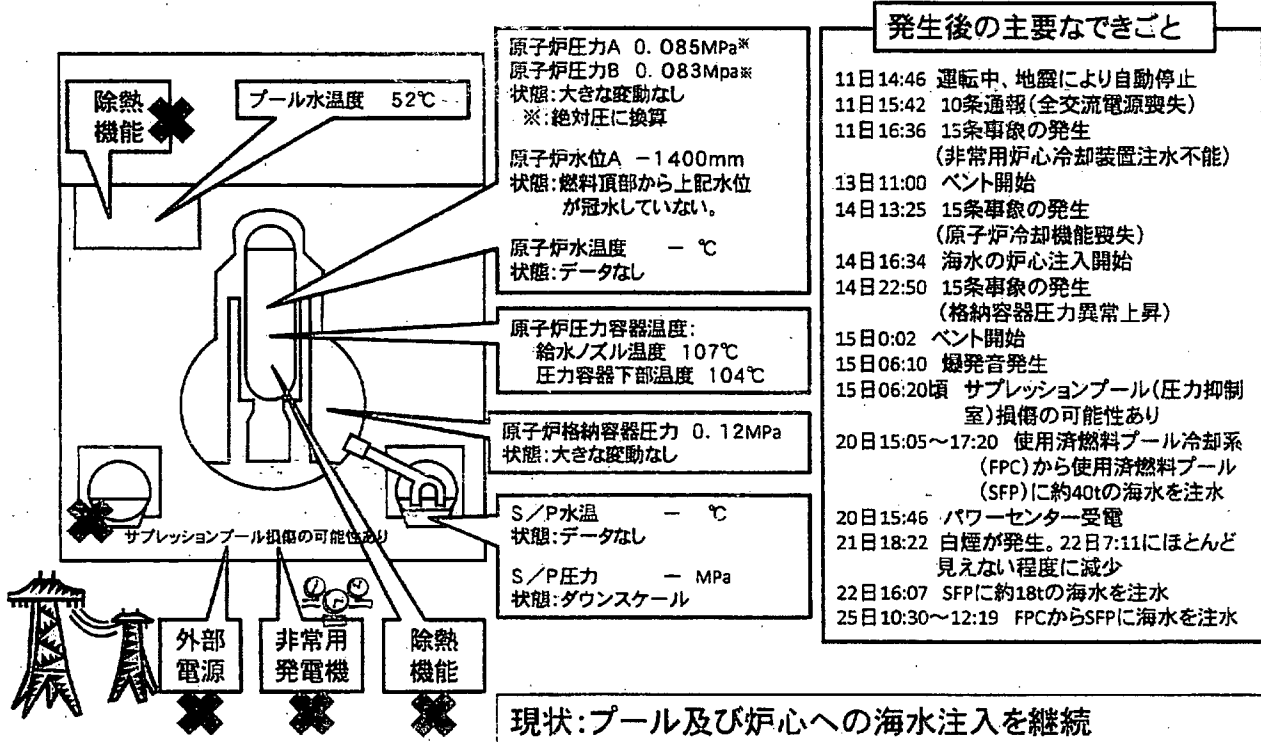 除熱
機能
プール水温度 52℃
原子炉圧力A 0.085MPa※
原子炉圧力B 0.083Mpa※
状態:大きな変動なし
※:絶対圧に換算
原子炉水位A －1400mm
状態:燃料頂部から上記水位
が冠水していない。
原子炉水温度 － ℃
状態:データなし
原子炉圧力容器温度:
給水ノズル温度 107℃
圧力容器下部温度 104℃
原子炉格納容器圧力 0.12MPa
状態:大きな変動なし
S/P水温 － ℃
状態:データなし
S/P圧力 － MPa
状態:ダウンスケール
サプレッションプール損傷の可能性あり
外部
電源
非常用
発電機
除熱
機能
発生後の主要なできごと
11日14:46 運転中、地震により自動停止
11日15:42 10条通報(全交流電源喪失)
11日16:36 15条事象の発生
(非常用炉心冷却装置注水不能)
13日11:00 ベント開始
14日13:25 15条事象の発生
(原子炉冷却機能喪失)
14日16:34 海水の炉心注入開始
14日22:50 15条事象の発生
(格納容器圧力異常上昇)
15日0:02 ベント開始
15日06:10 爆発音発生
15日06:20頃 サプレッションプール(圧力抑制
室)損傷の可能性あり
20日15:05～17:20 使用済燃料プール冷却系
(FPC)から使用済燃料プール
(SFP)に約40tの海水を注水
20日15:46 パワーセンター受電
21日18:22 白煙が発生。22日7:11にほとんど
見えない程度に減少
22日16:07 SFPに約18tの海水を注水
25日10:30～12:19 FPCからSFPに海水を注水
現状:プール及び炉心への海水注入を継続